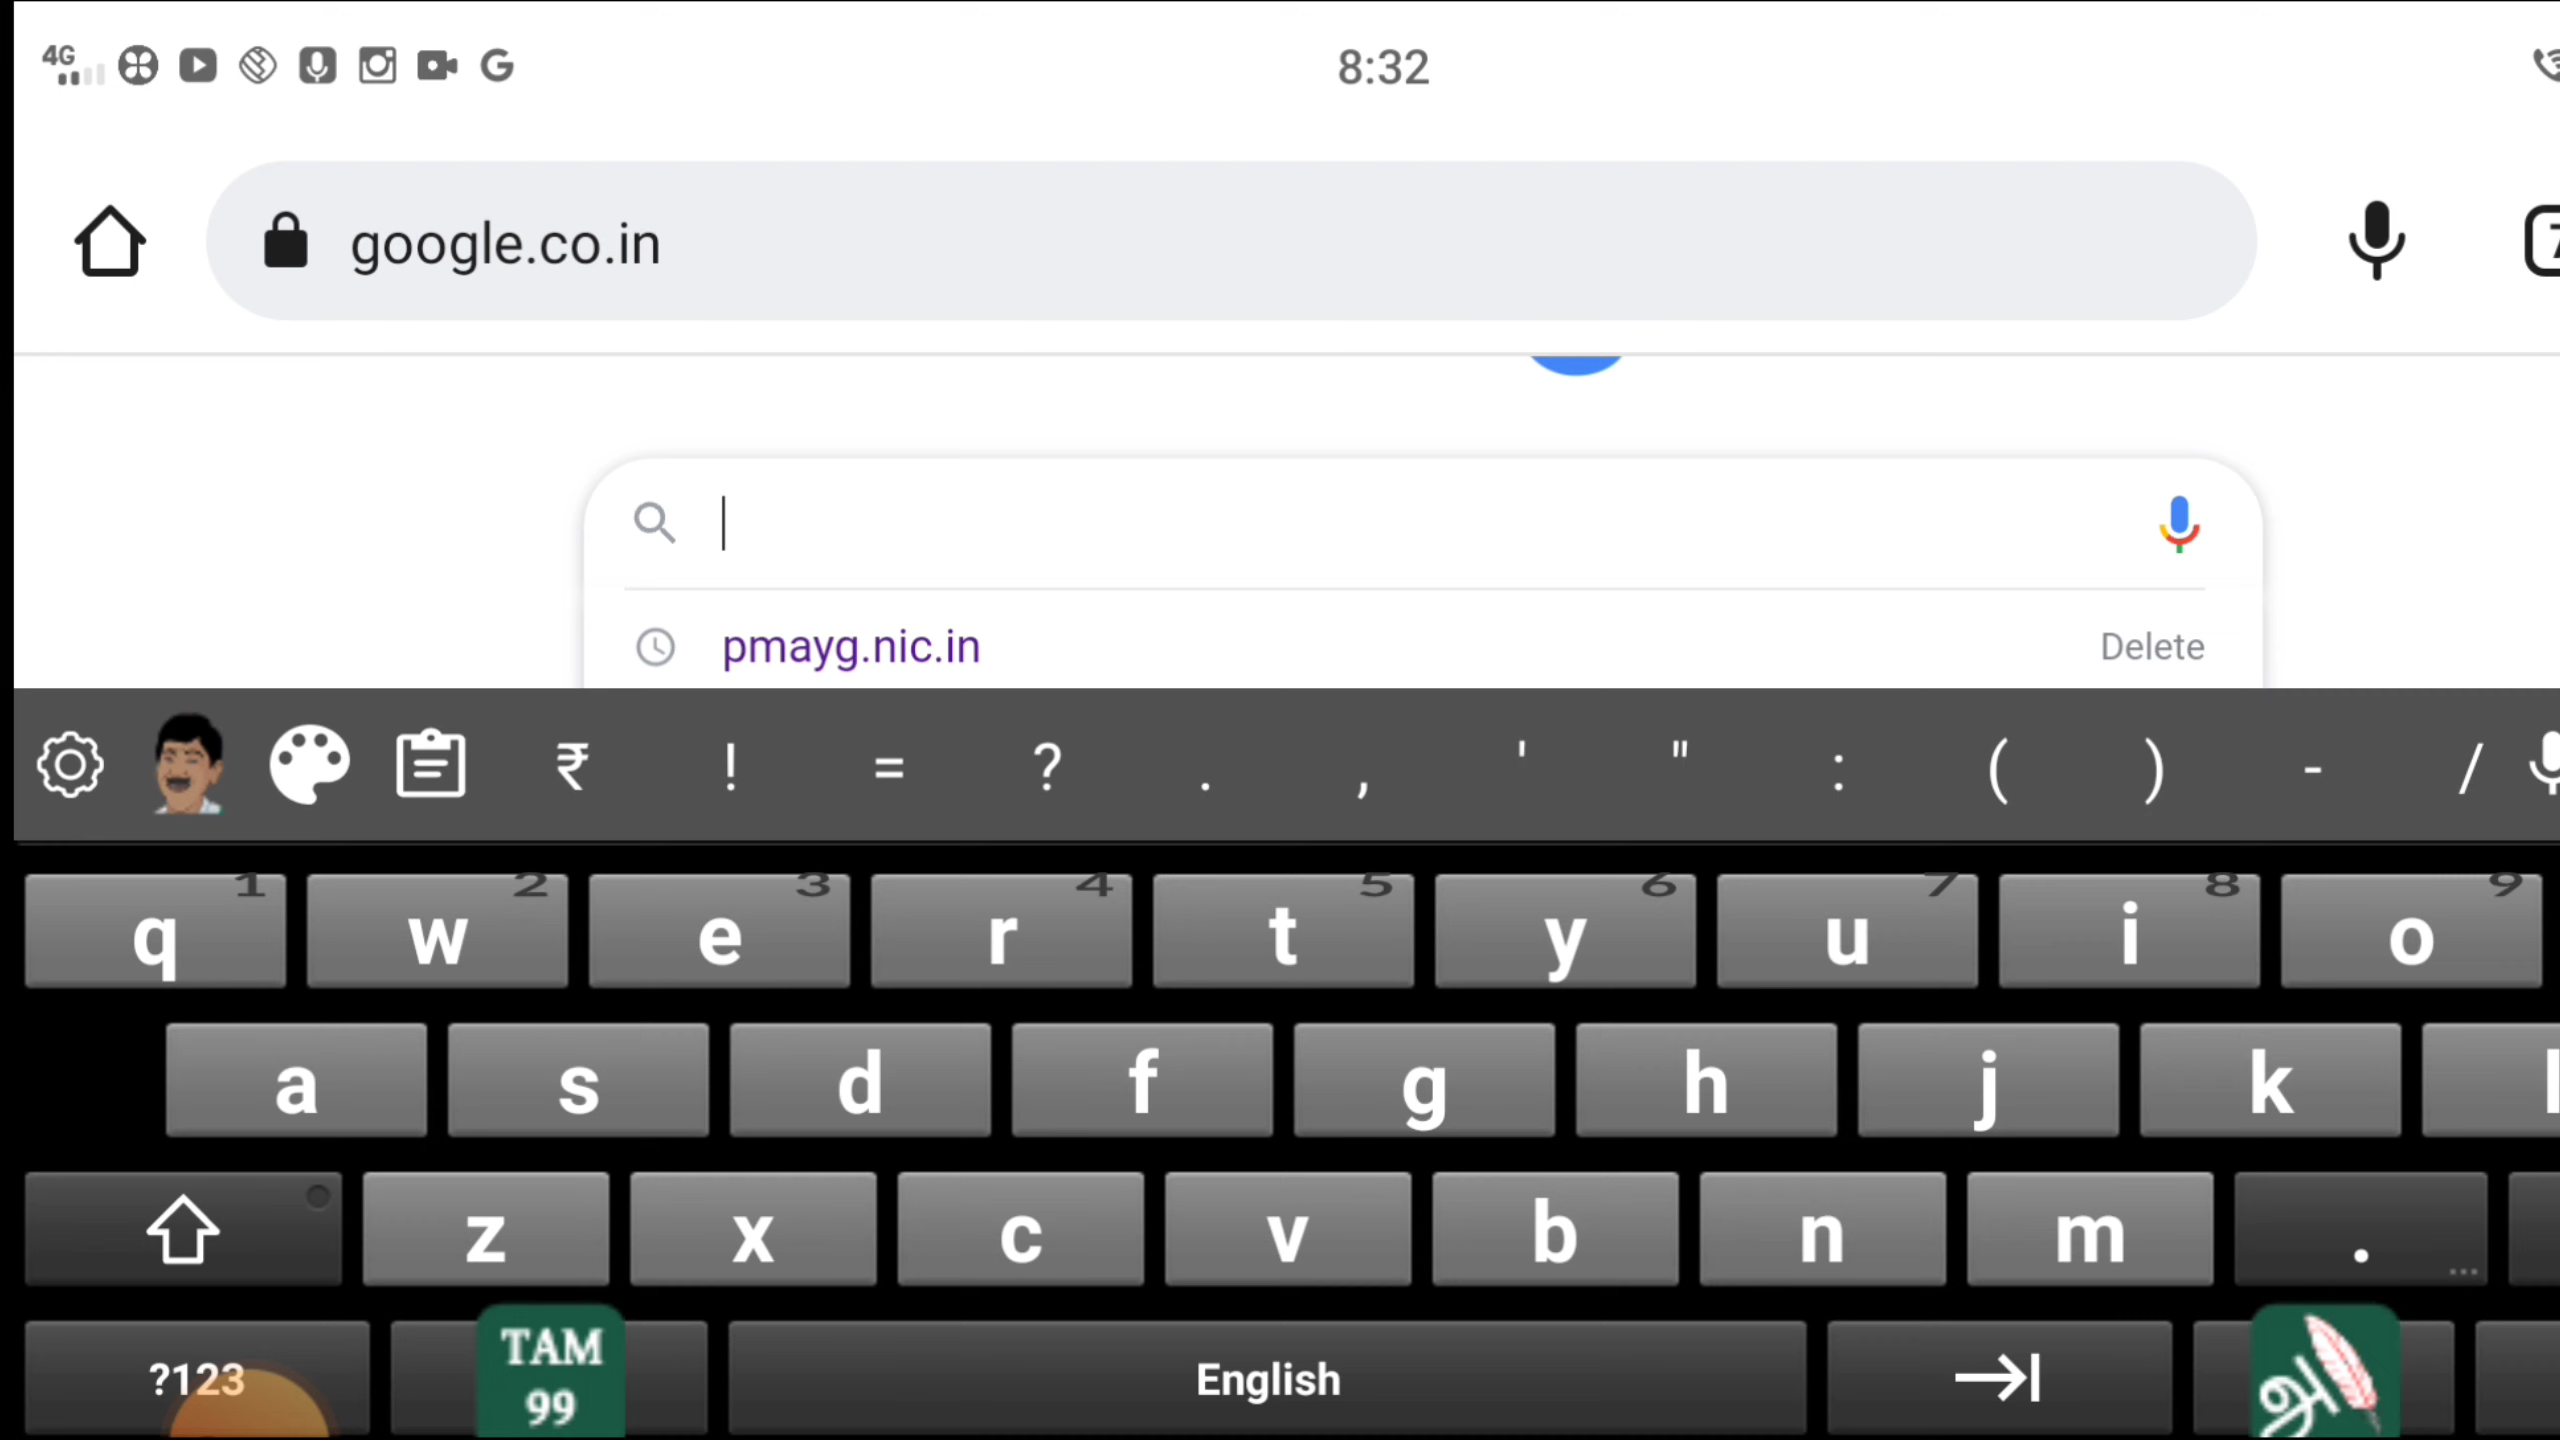 4G 8:32
google.co.in 7
pmayg.nic.in Delete
₹ ! = ? . , ' " : ( ) - /
1 2 3 4 5 6 7 8 9
q w e r t y u i o
a s d f g h j k l
z x c v b n m .
?123 TAM 99 English அ